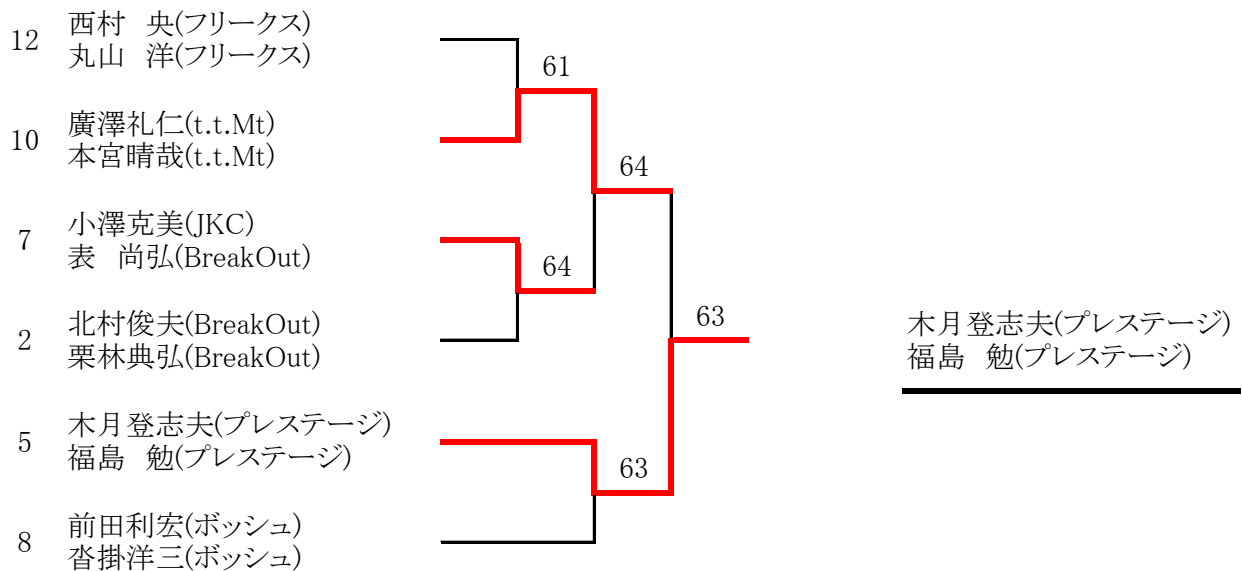 12
西村 央(フリークス)
丸山 洋(フリークス)
61
10
廣澤礼仁(t.t.Mt)
本宮晴哉(t.t.Mt)
64
7
小澤克美(JKC)
表 尚弘(BreakOut)
64
2
北村俊夫(BreakOut)
栗林典弘(BreakOut)
63
木月登志夫(プレステージ)
福島 勉(プレステージ)
5
木月登志夫(プレステージ)
福島 勉(プレステージ)
63
8
前田利宏(ボッシュ)
沓掛洋三(ボッシュ)